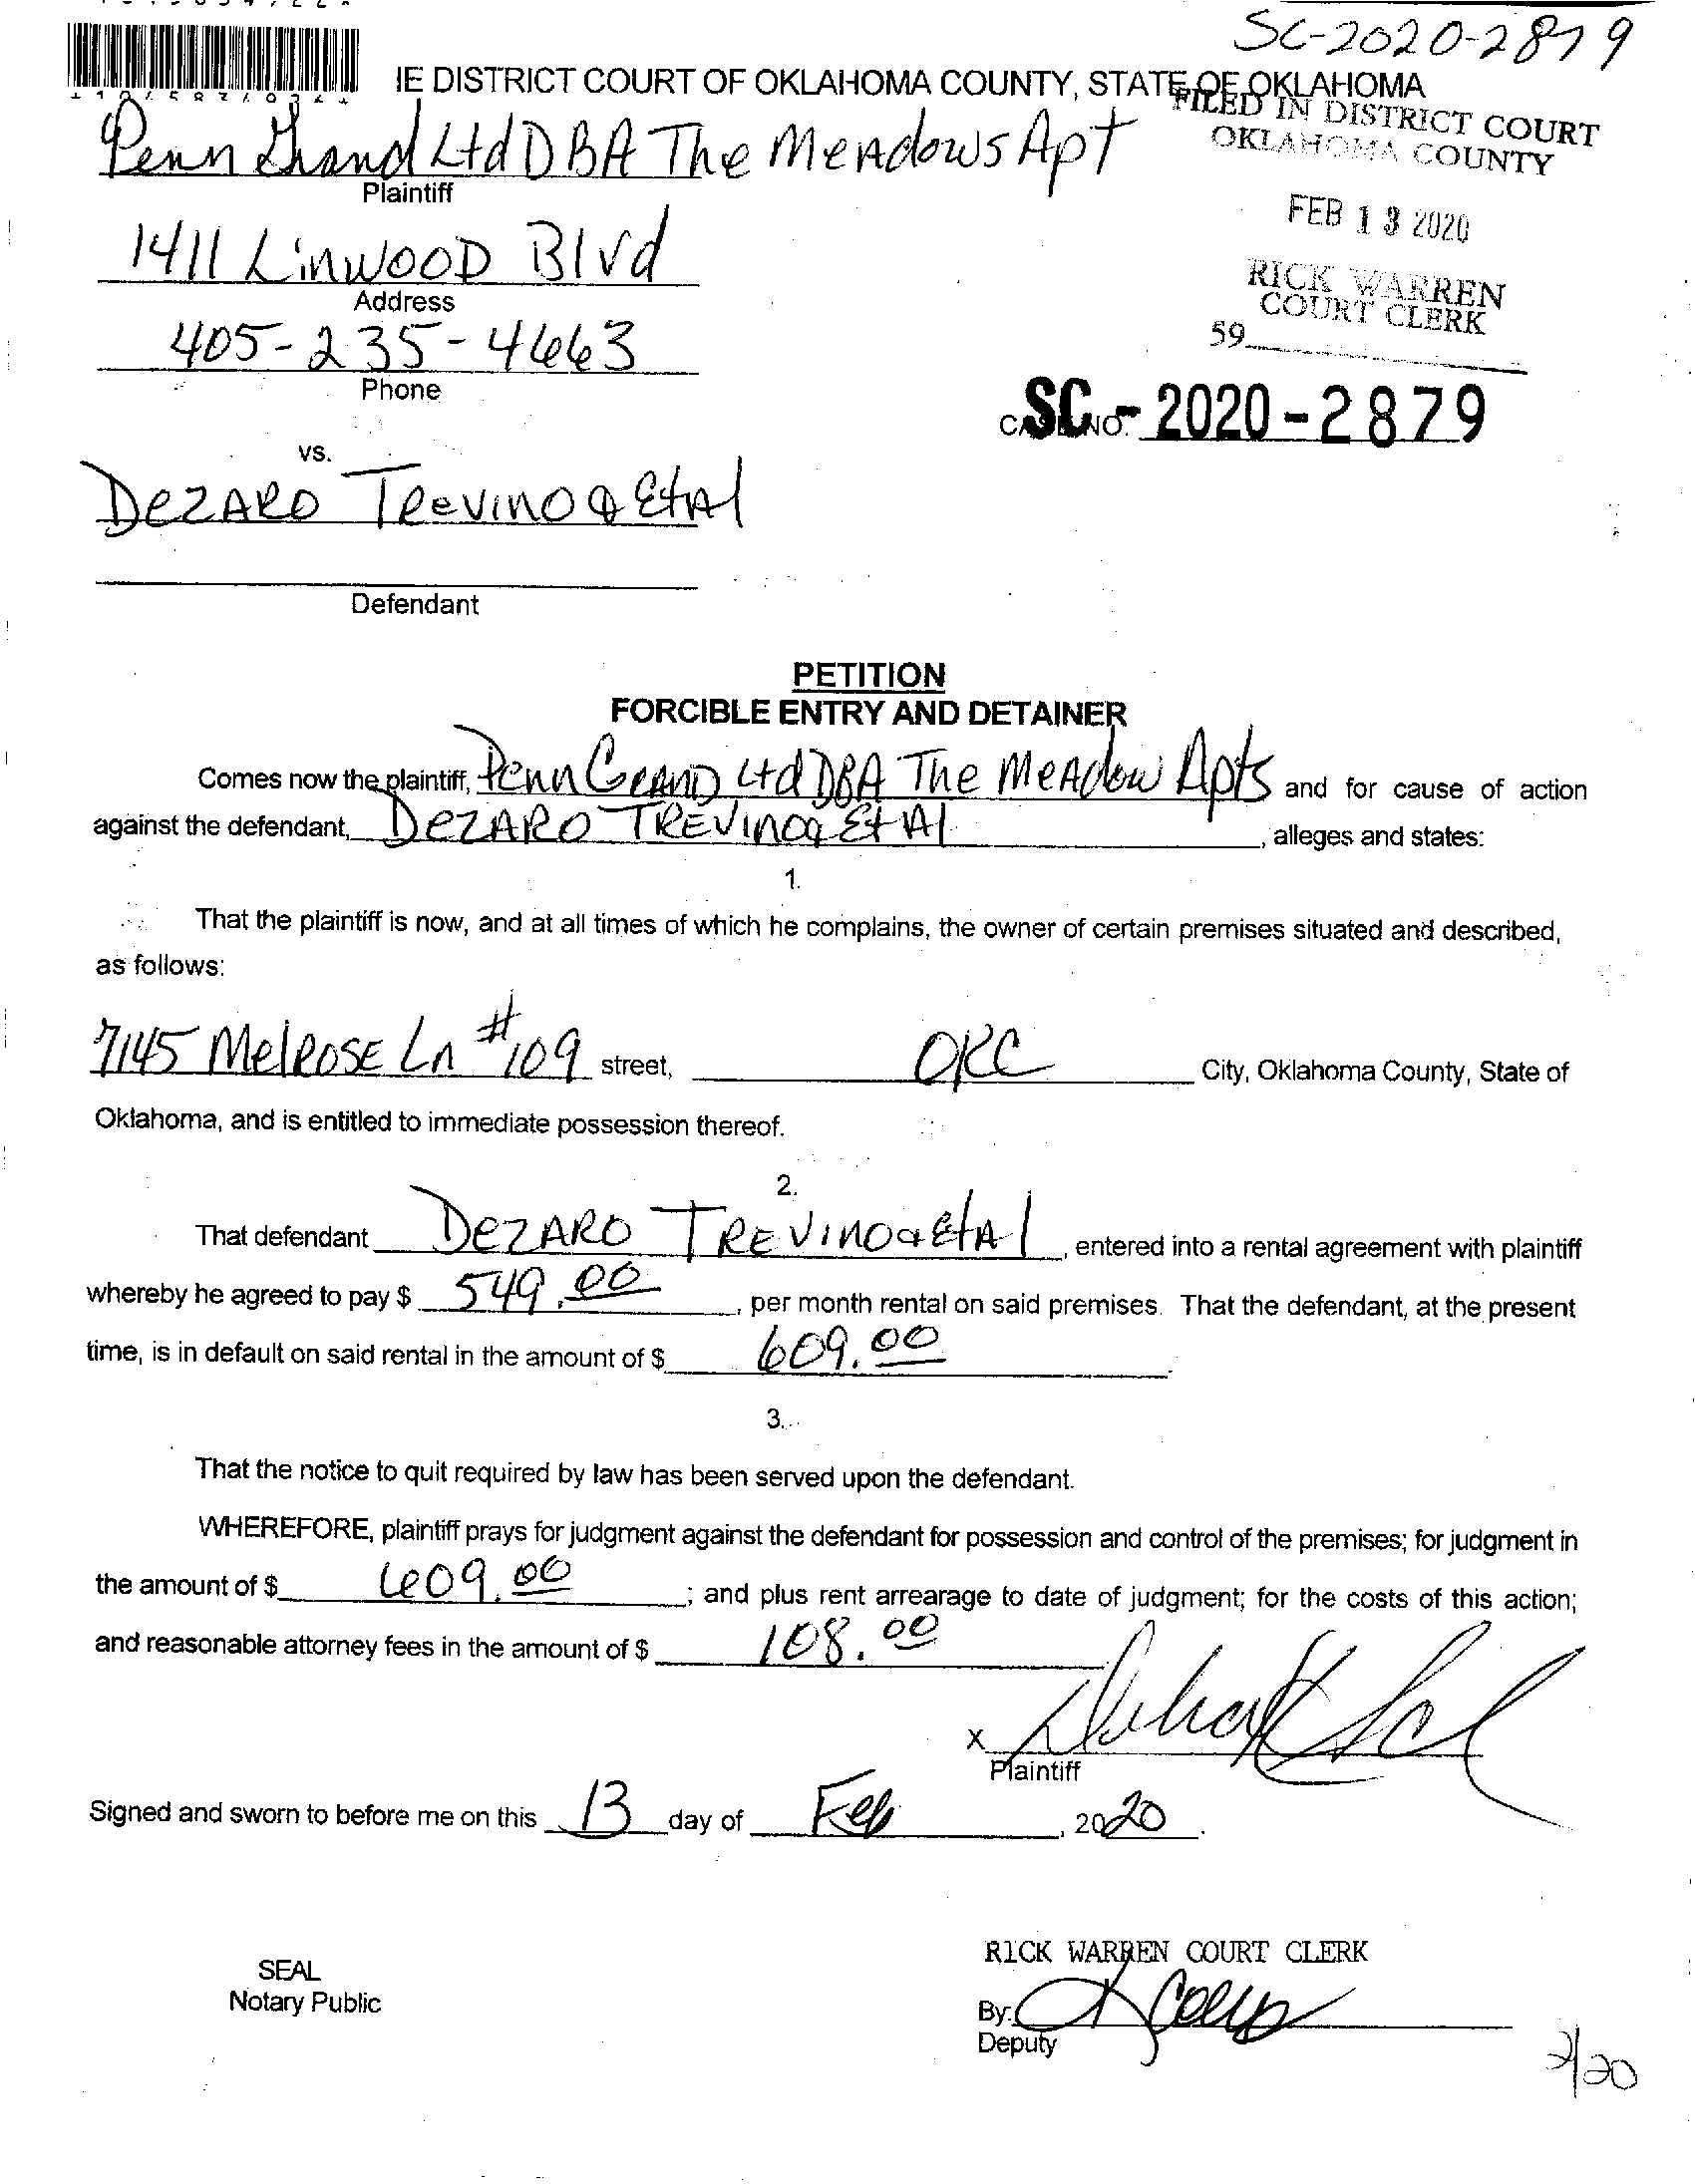 SC-2020-2879
IE DISTRICT COURT OF OKLAHOMA COUNTY, STATE OF OKLAHOMA
FILED IN DISTRICT COURT
OKLAHOMA COUNTY
Penn Grand Ltd DBA The Meadows Apt
Plaintiff
FEB 13 2020
1411 Linwood Blvd
Address
RICK WARREN
COURT CLERK
59
405-235-4663
Phone
CASE NO. SC-2020-2879
vs.
Dezaro Trevino & Etal
Defendant
PETITION
FORCIBLE ENTRY AND DETAINER
Comes now the plaintiff, Penn Grand Ltd DBA The Meadow Apts and for cause of action
against the defendant, Dezaro Trevino & Etal, alleges and states:
1.
That the plaintiff is now, and at all times of which he complains, the owner of certain premises situated and described,
as follows:
7145 Melrose Ln #109 street, OKC City, Oklahoma County, State of
Oklahoma, and is entitled to immediate possession thereof.
2.
That defendant Dezaro Trevino & Etal, entered into a rental agreement with plaintiff
whereby he agreed to pay $ 549.00, per month rental on said premises. That the defendant, at the present
time, is in default on said rental in the amount of $ 609.00.
3.
That the notice to quit required by law has been served upon the defendant.
WHEREFORE, plaintiff prays for judgment against the defendant for possession and control of the premises; for judgment in
the amount of $ 609.00; and plus rent arrearage to date of judgment; for the costs of this action;
and reasonable attorney fees in the amount of $ 108.00
X
Plaintiff
Signed and sworn to before me on this 13 day of Feb, 2020.
RICK WARREN COURT CLERK
SEAL
Notary Public
By:
Deputy
2/20